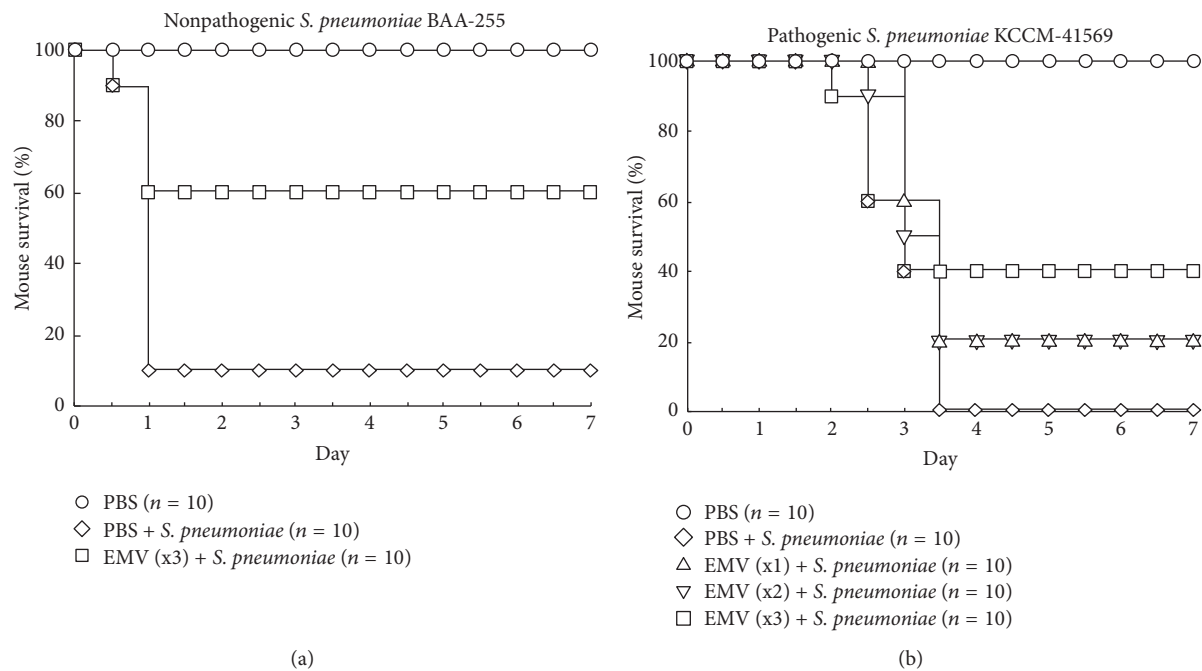 Nonpathogenic S. pneumoniae BAA-255
Mouse survival (%)
100
80
60
40
20
0
0 1 2 3 4 5 6 7
Day
PBS (n = 10)
PBS + S. pneumoniae (n = 10)
EMV (x3) + S. pneumoniae (n = 10)
(a)
Pathogenic S. pneumoniae KCCM-41569
Mouse survival (%)
100
80
60
40
20
0
0 1 2 3 4 5 6 7
Day
PBS (n = 10)
PBS + S. pneumoniae (n = 10)
EMV (x1) + S. pneumoniae (n = 10)
EMV (x2) + S. pneumoniae (n = 10)
EMV (x3) + S. pneumoniae (n = 10)
(b)